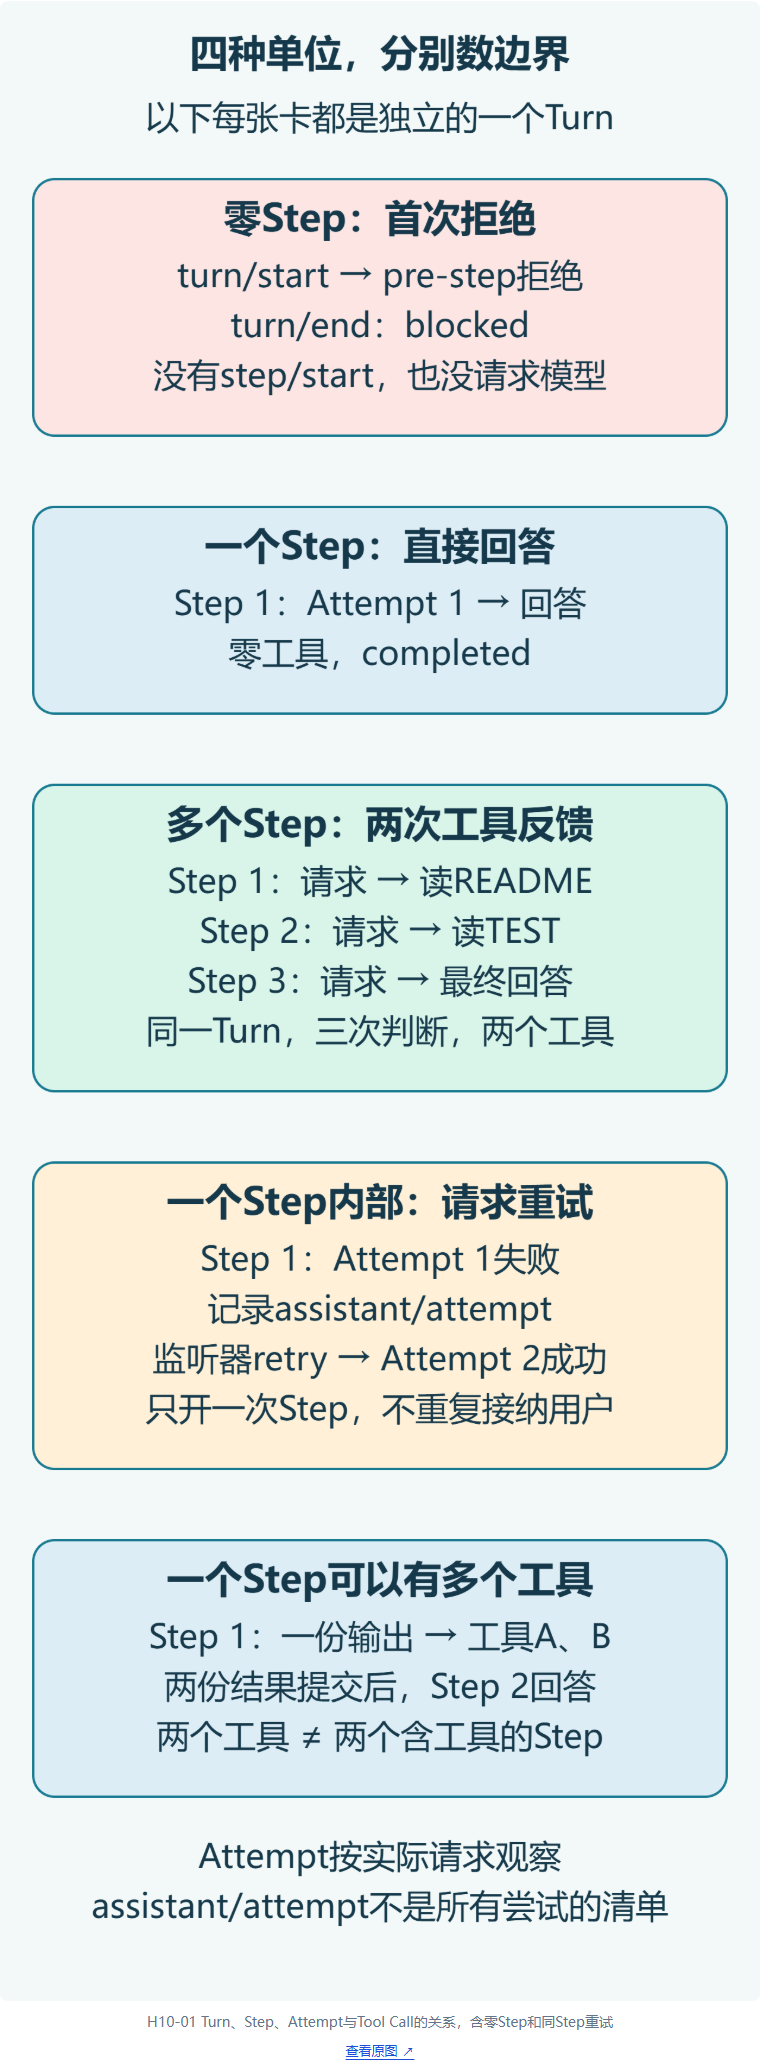 四种单位，分别数边界
以下每张卡都是独立的一个Turn
零Step：首次拒绝
turn/start → pre-step拒绝
turn/end：blocked
没有step/start，也没请求模型
一个Step：直接回答
Step 1：Attempt 1 → 回答
零工具，completed
多个Step：两次工具反馈
Step 1：请求 → 读README
Step 2：请求 → 读TEST
Step 3：请求 → 最终回答
同一Turn，三次判断，两个工具
一个Step内部：请求重试
Step 1：Attempt 1失败
记录assistant/attempt
监听器retry → Attempt 2成功
只开一次Step，不重复接纳用户
一个Step可以有多个工具
Step 1：一份输出 → 工具A、B
两份结果提交后，Step 2回答
两个工具 ≠ 两个含工具的Step
Attempt按实际请求观察
assistant/attempt不是所有尝试的清单
H10-01 Turn、Step、Attempt与Tool Call的关系，含零Step和同Step重试
查看原图 ↗